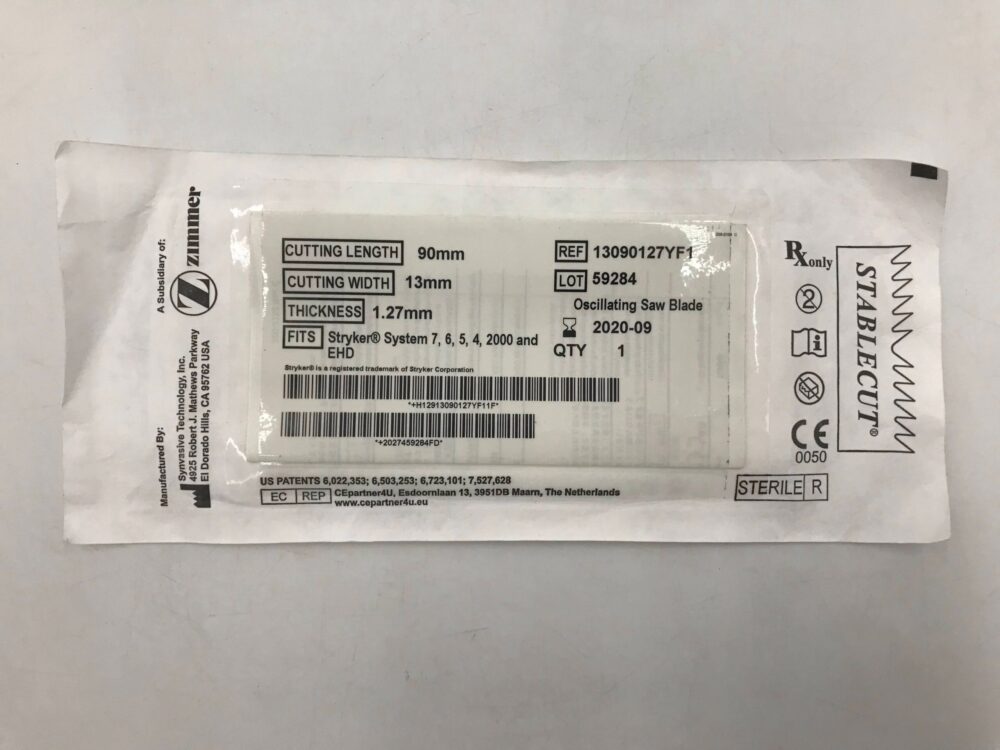 A Subsidiary of:
Z zimmer
Manufactured By:
Synvasive Technology, Inc.
4925 Robert J. Mathews Parkway
El Dorado Hills, CA 95762 USA
CUTTING LENGTH 90mm
CUTTING WIDTH 13mm
THICKNESS 1.27mm
FITS Stryker® System 7, 6, 5, 4, 2000 and
EHD
Stryker® is a registered trademark of Stryker Corporation
*+H12913090127YF11F*
*+2027459284FD*
REF 13090127YF1
LOT 59284
Oscillating Saw Blade
2020-09
QTY 1
US PATENTS 6,022,353; 6,503,253; 6,723,101; 7,527,628
EC REP CEpartner4U, Esdoornlaan 13, 3951DB Maarn, The Netherlands
www.cepartner4u.eu
Rx only
2
i
CE
0050
STERILE R
STABLECUT®